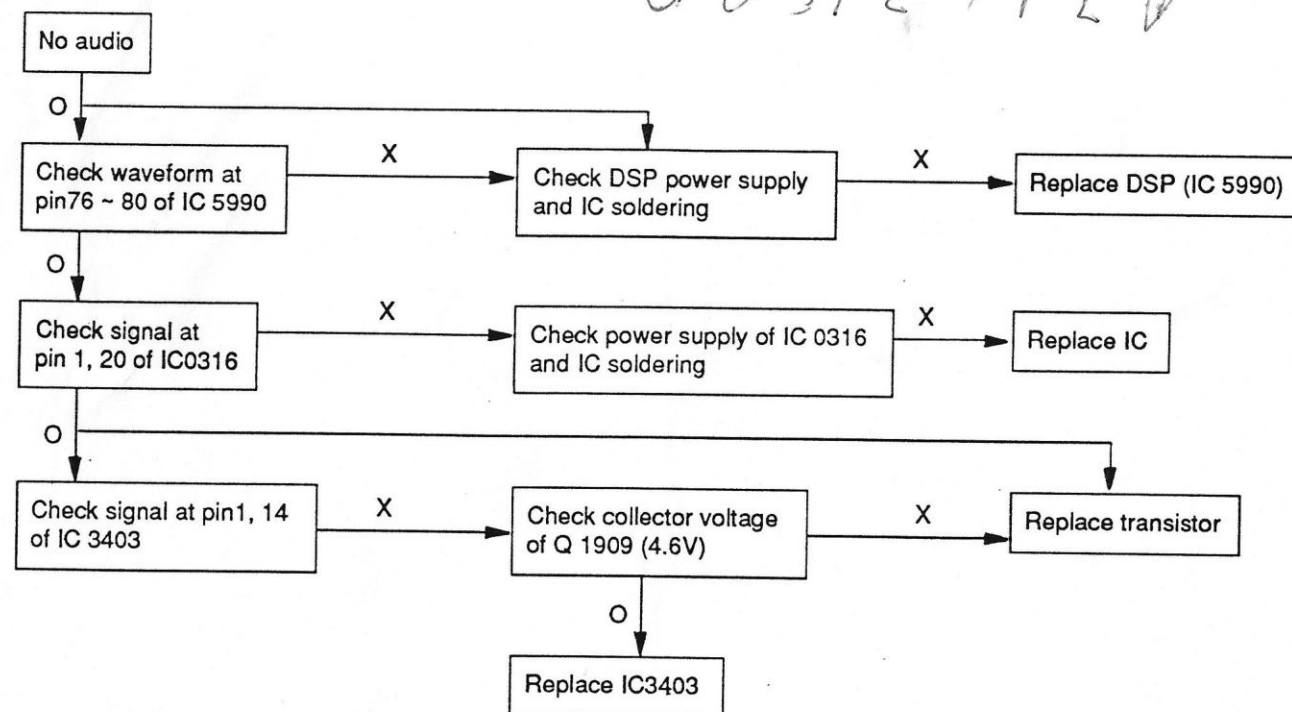 No audio
O
Check waveform at
pin76 ~ 80 of IC 5990
X
Check DSP power supply
and IC soldering
X
Replace DSP (IC 5990)
O
Check signal at
pin 1, 20 of IC0316
X
Check power supply of IC 0316
and IC soldering
X
Replace IC
O
Check signal at pin1, 14
of IC 3403
X
Check collector voltage
of Q 1909 (4.6V)
X
Replace transistor
O
Replace IC3403